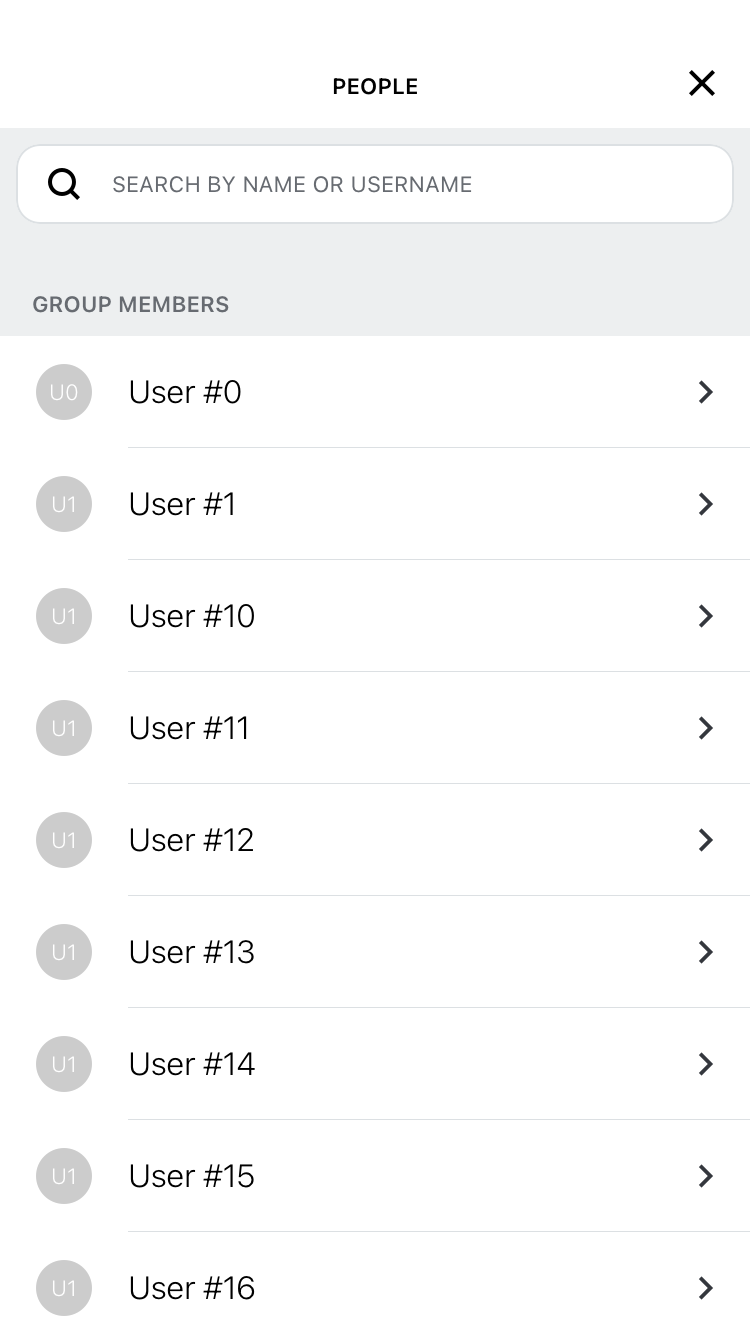 PEOPLE
SEARCH BY NAME OR USERNAME
GROUP MEMBERS
U0 User #0
U1 User #1
U1 User #10
U1 User #11
U1 User #12
U1 User #13
U1 User #14
U1 User #15
U1 User #16